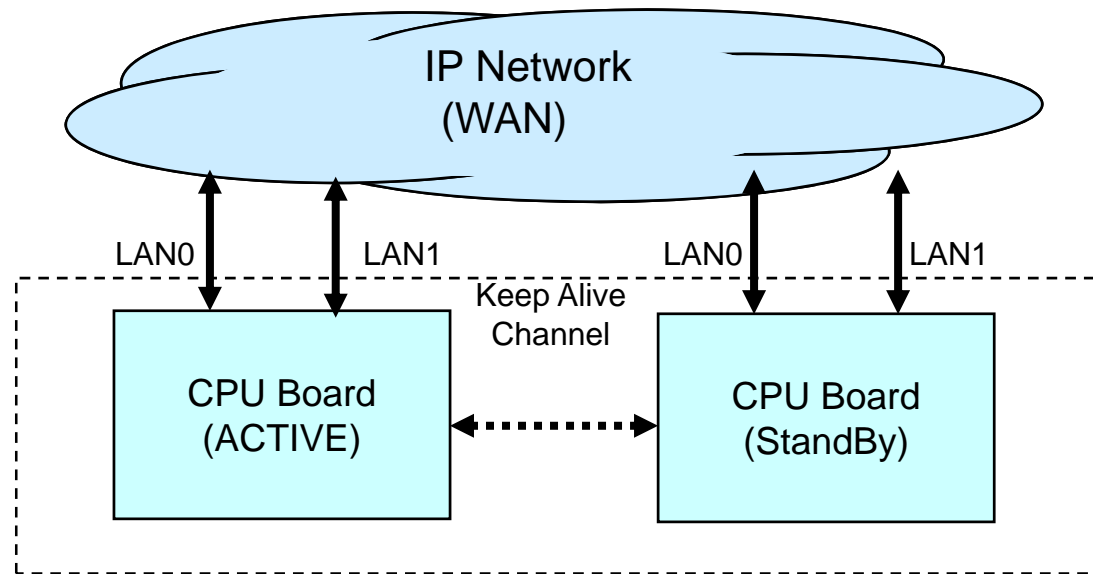 IP Network
(WAN)
LAN0
LAN1
LAN0
LAN1
Keep Alive
Channel
CPU Board
(ACTIVE)
CPU Board
(StandBy)